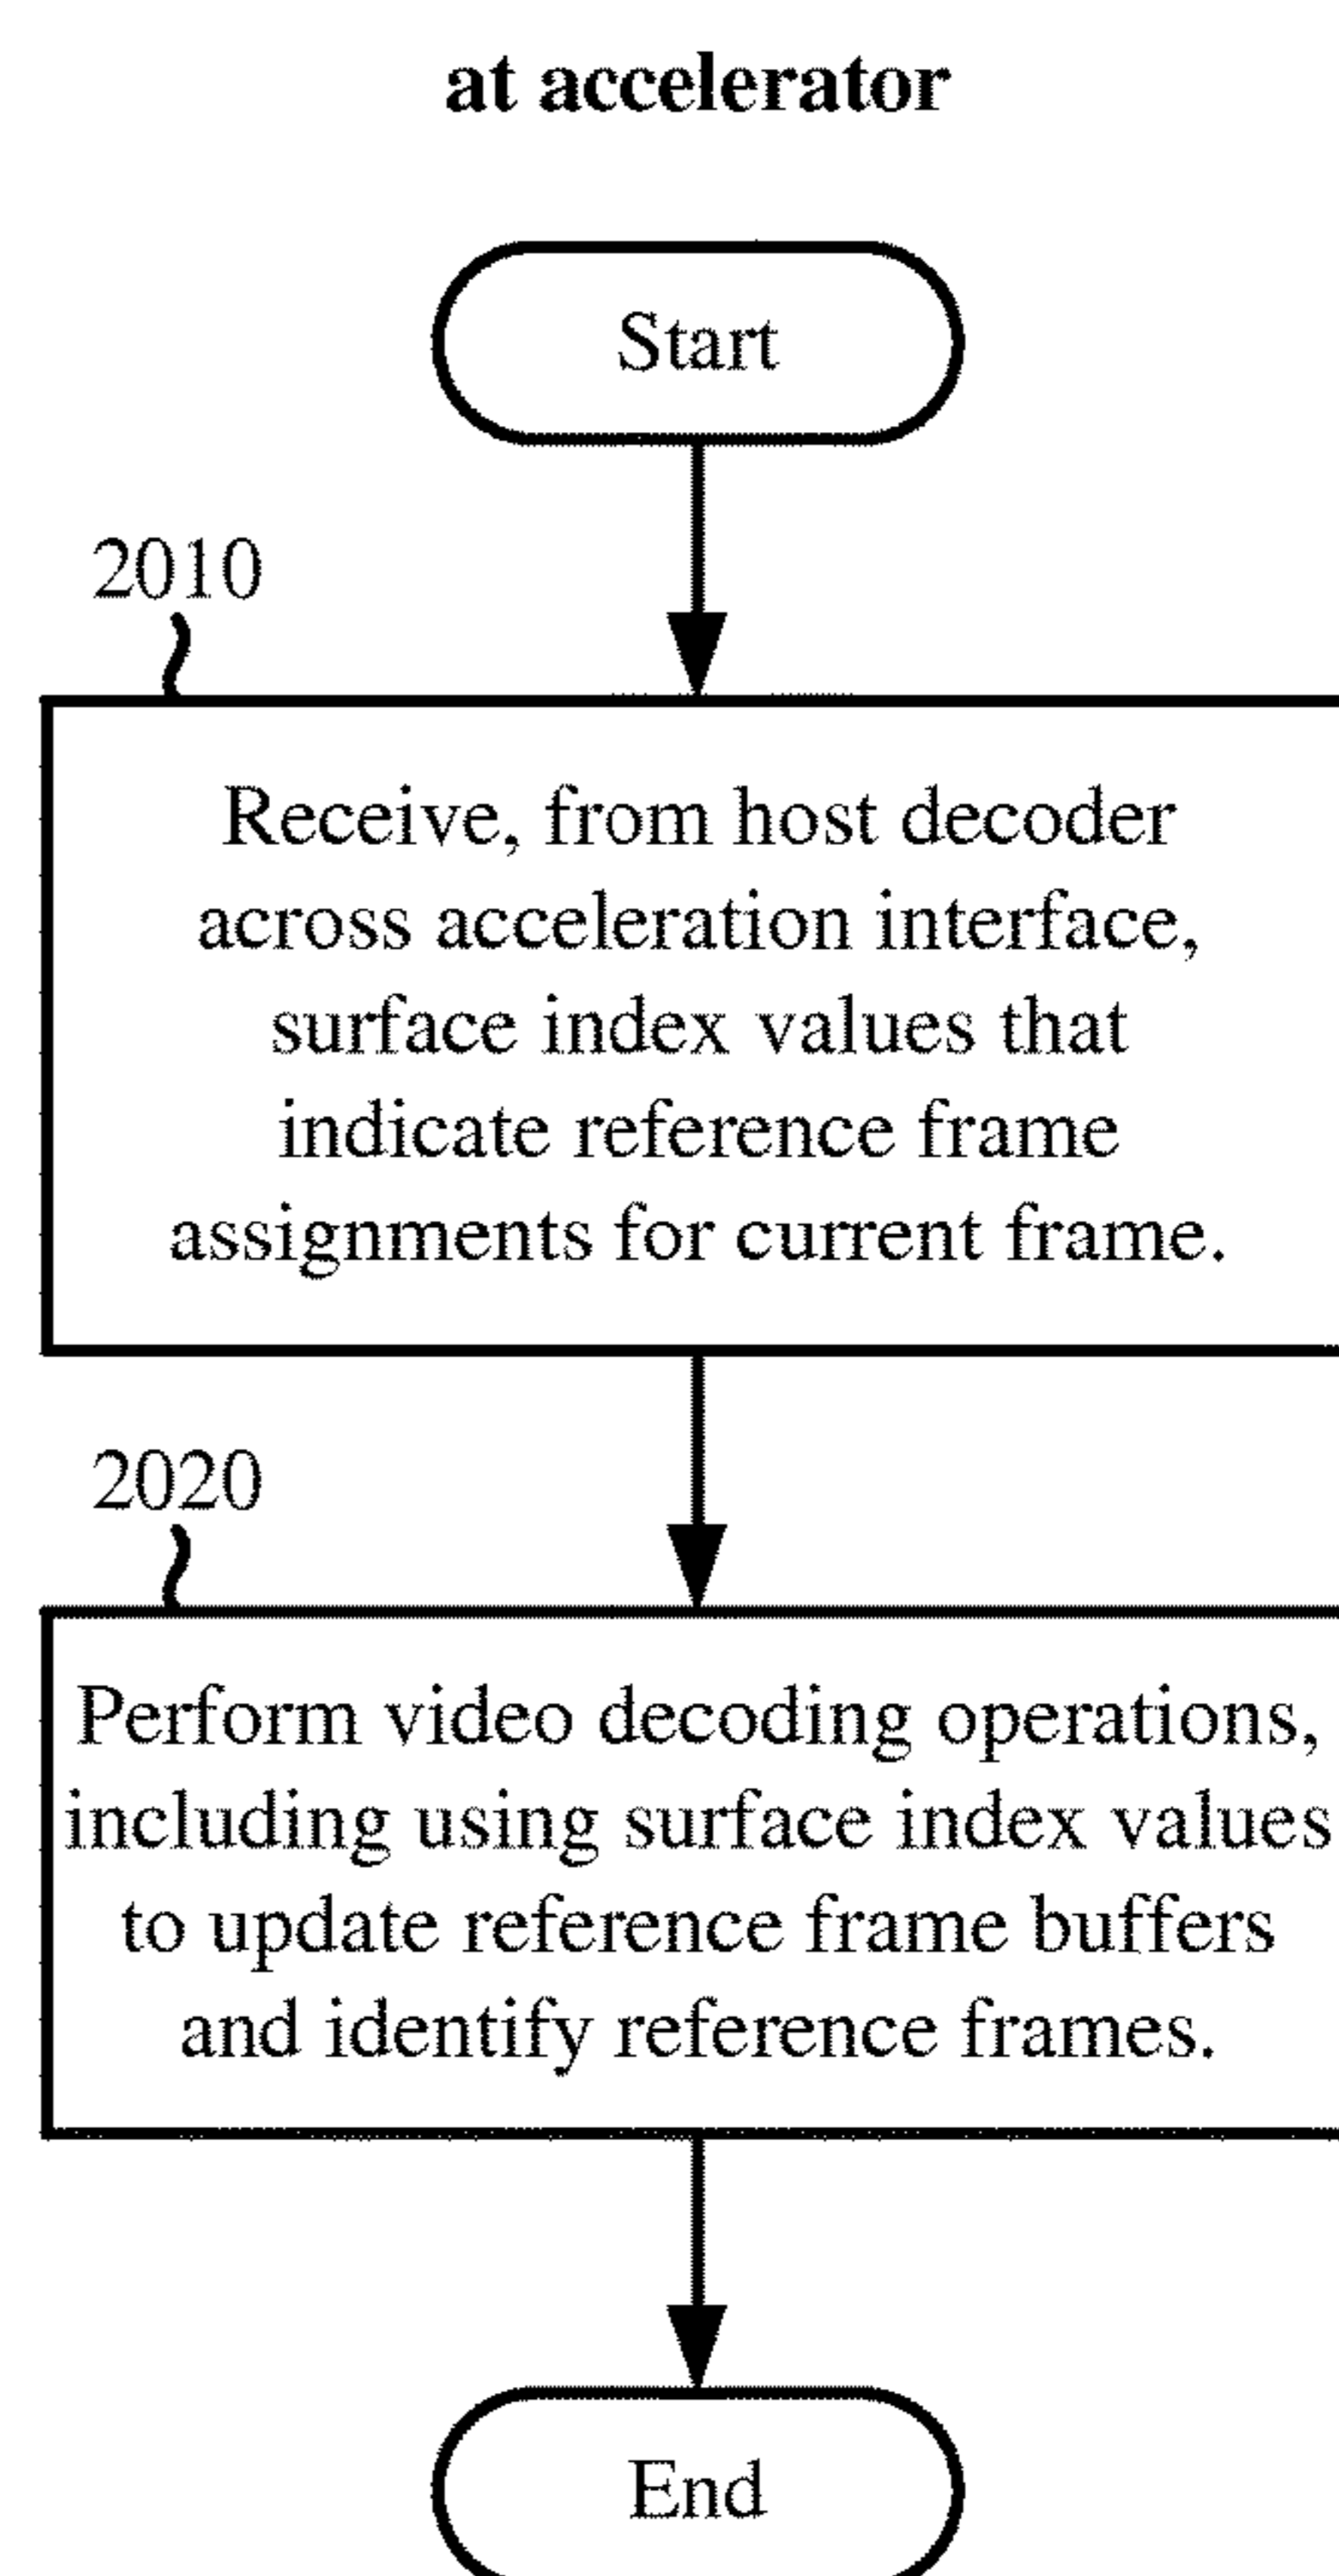 at accelerator
Start
2010
Receive, from host decoder
across acceleration interface,
surface index values that
indicate reference frame
assignments for current frame.
2020
Perform video decoding operations,
including using surface index values
to update reference frame buffers
and identify reference frames.
End